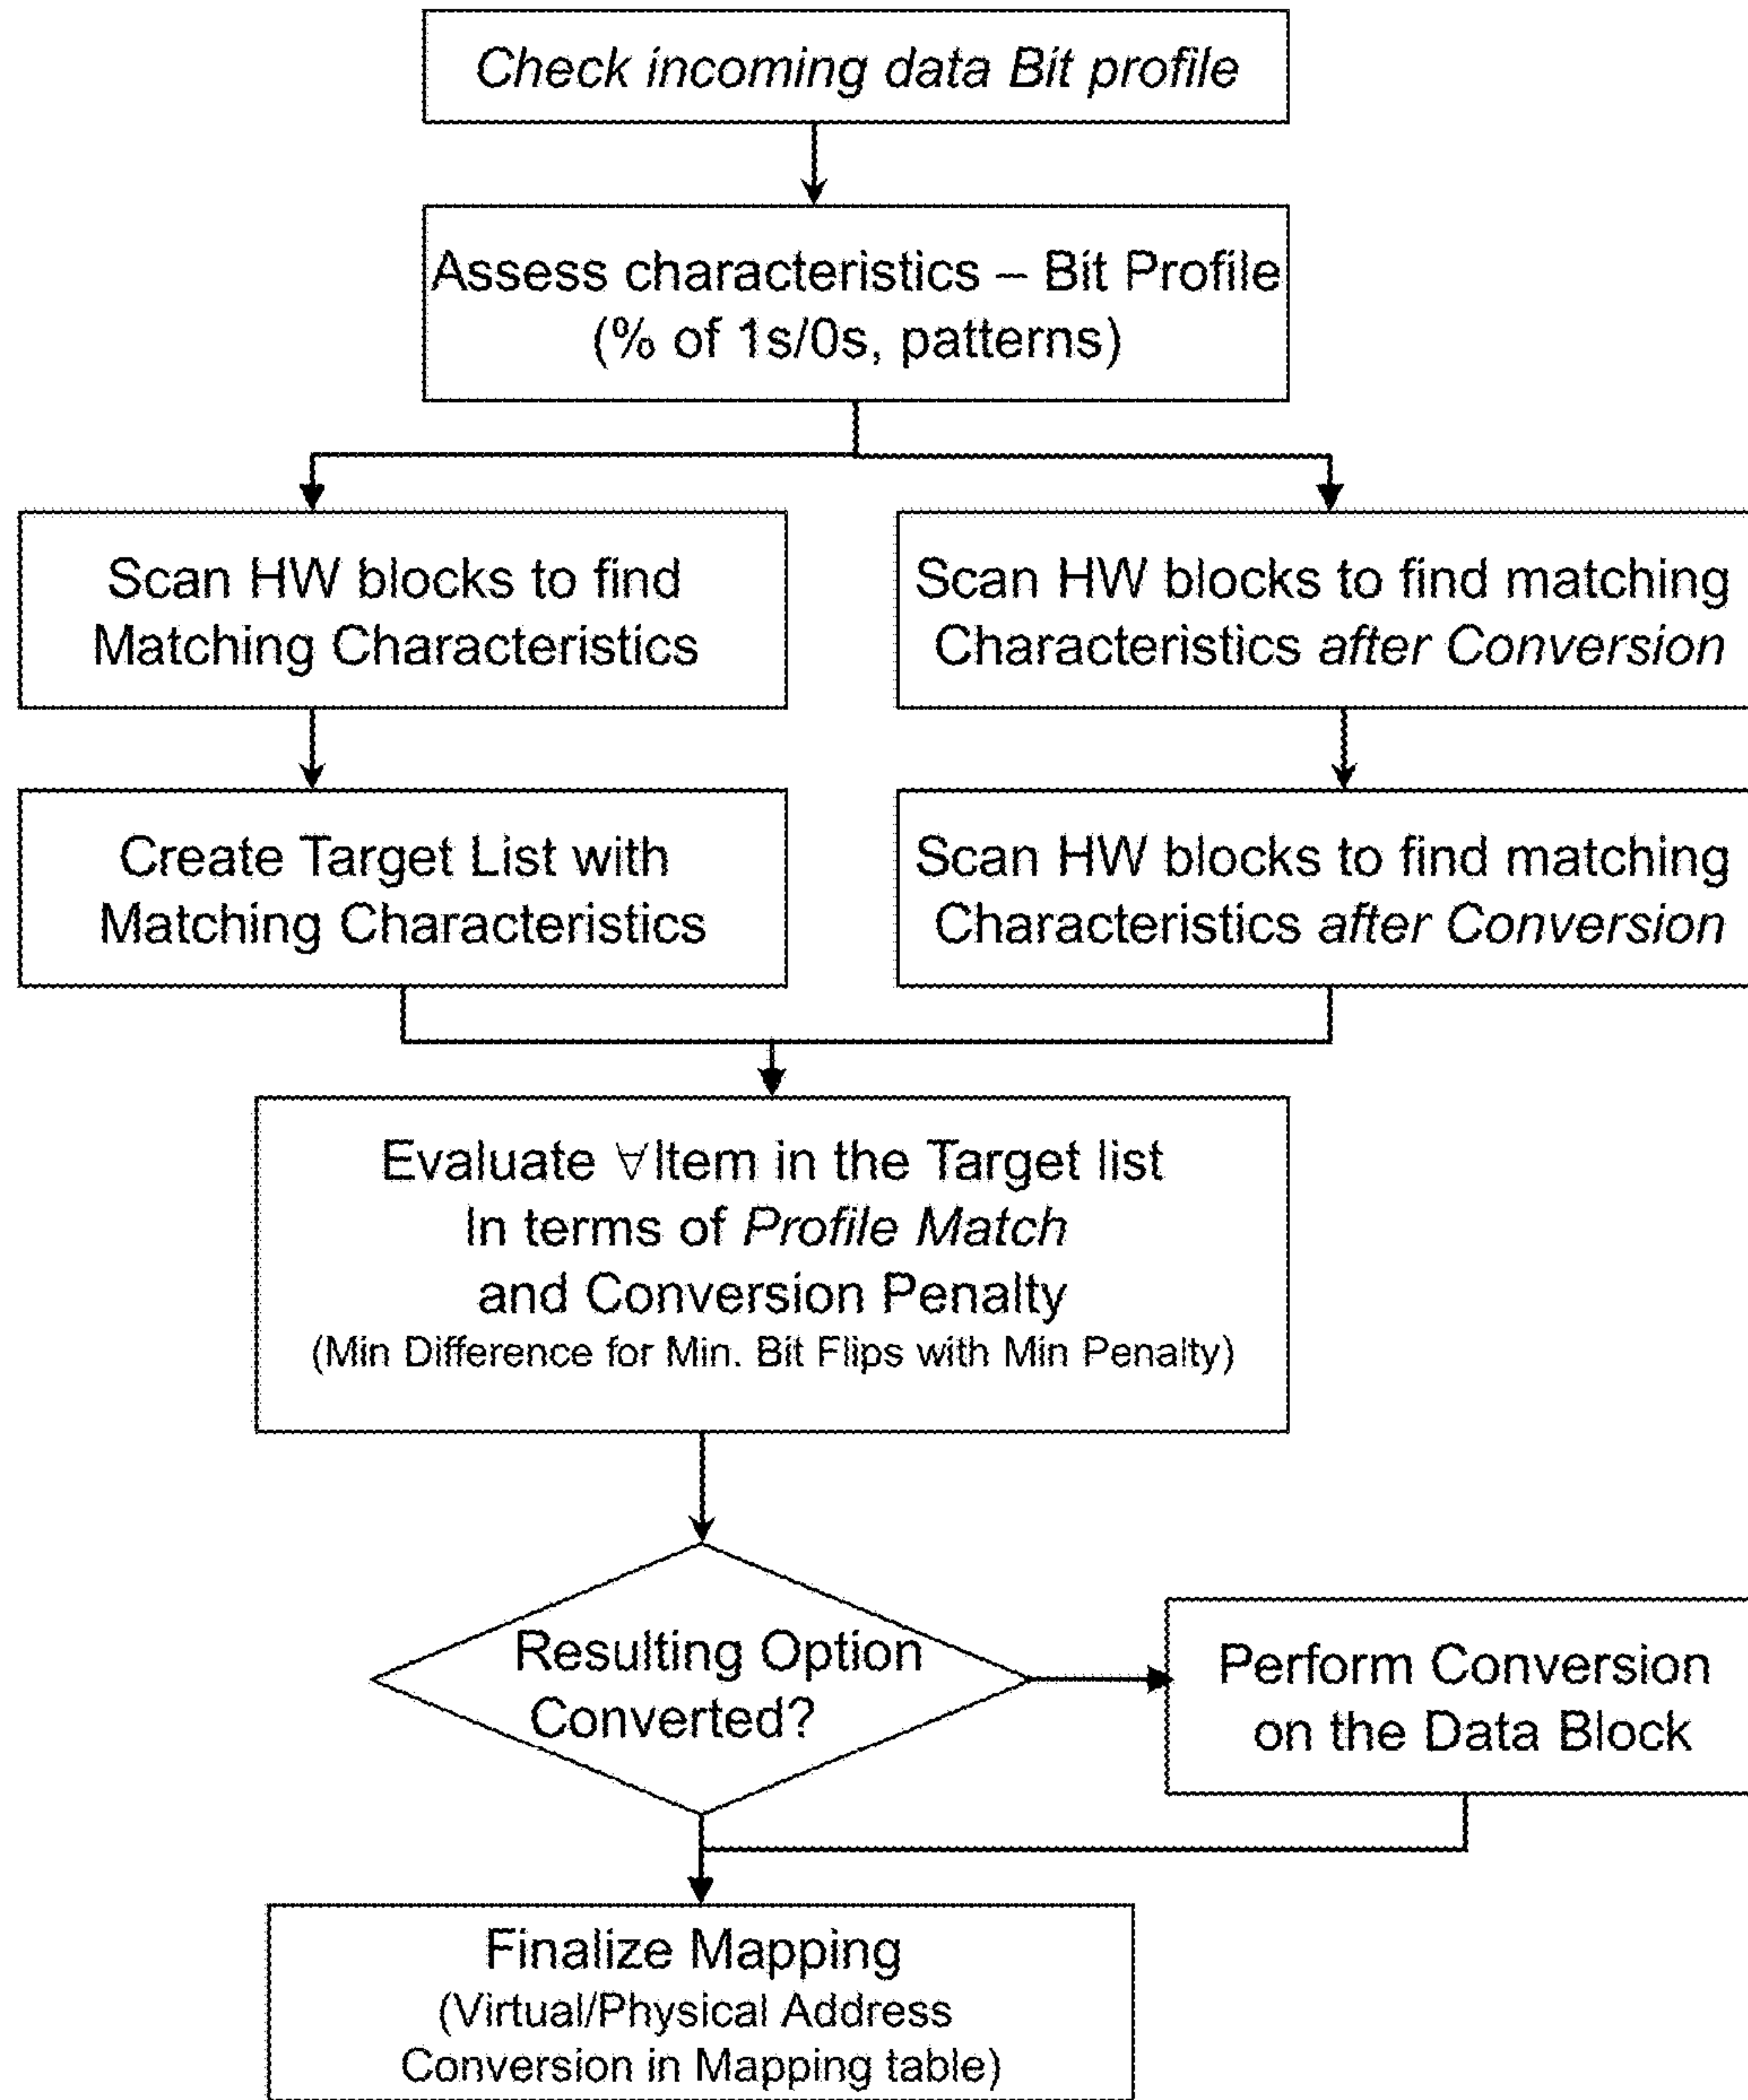 Check incoming data Bit profile
Assess characteristics – Bit Profile
(% of 1s/0s, patterns)
Scan HW blocks to find
Matching Characteristics
Scan HW blocks to find matching
Characteristics after Conversion
Create Target List with
Matching Characteristics
Scan HW blocks to find matching
Characteristics after Conversion
Evaluate ∀Item in the Target list
In terms of Profile Match
and Conversion Penalty
(Min Difference for Min. Bit Flips with Min Penalty)
Resulting Option
Converted?
Perform Conversion
on the Data Block
Finalize Mapping
(Virtual/Physical Address
Conversion in Mapping table)